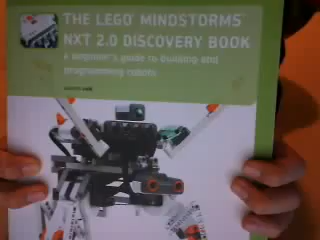 THE LEGO MINDSTORMS
NXT 2.0 DISCOVERY BOOK
A beginner's guide to building and
programming robots